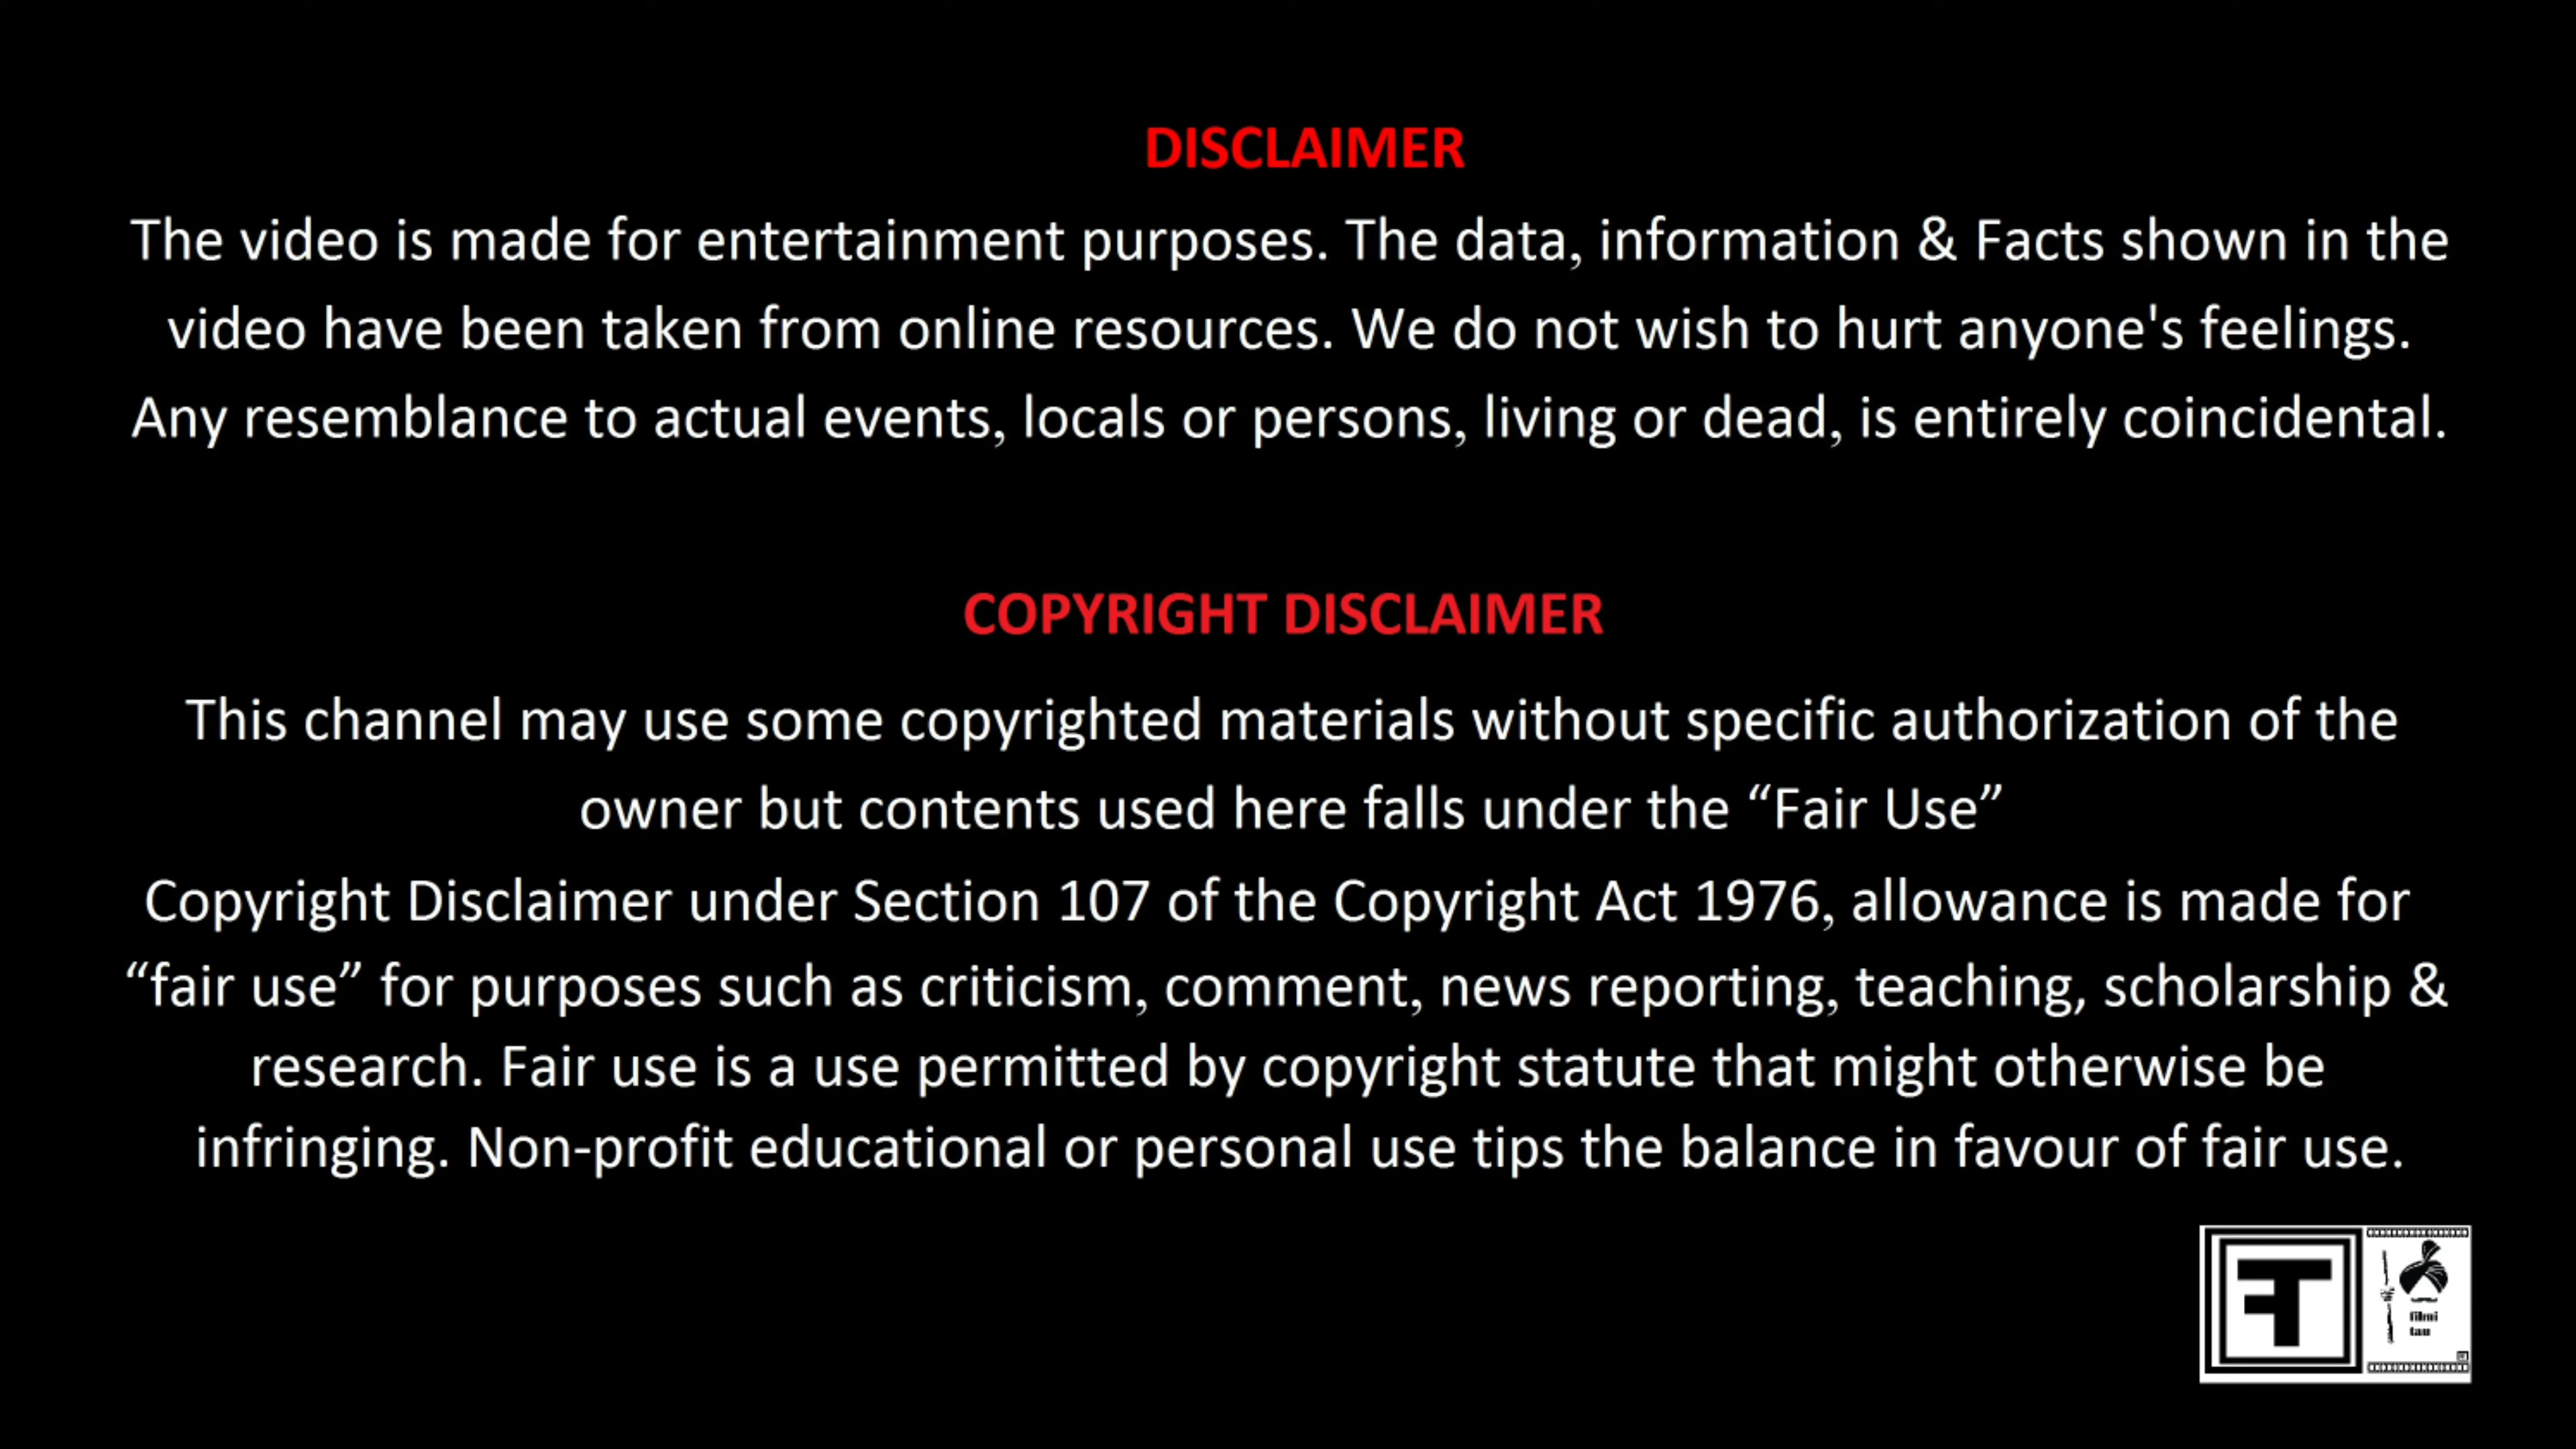 DISCLAIMER
The video is made for entertainment purposes. The data, information & Facts shown in the
video have been taken from online resources. We do not wish to hurt anyone's feelings.
Any resemblance to actual events, locals or persons, living or dead, is entirely coincidental.
COPYRIGHT DISCLAIMER
This channel may use some copyrighted materials without specific authorization of the
owner but contents used here falls under the “Fair Use”
Copyright Disclaimer under Section 107 of the Copyright Act 1976, allowance is made for
“fair use” for purposes such as criticism, comment, news reporting, teaching, scholarship &
research. Fair use is a use permitted by copyright statute that might otherwise be
infringing. Non-profit educational or personal use tips the balance in favour of fair use.
filmi
tau